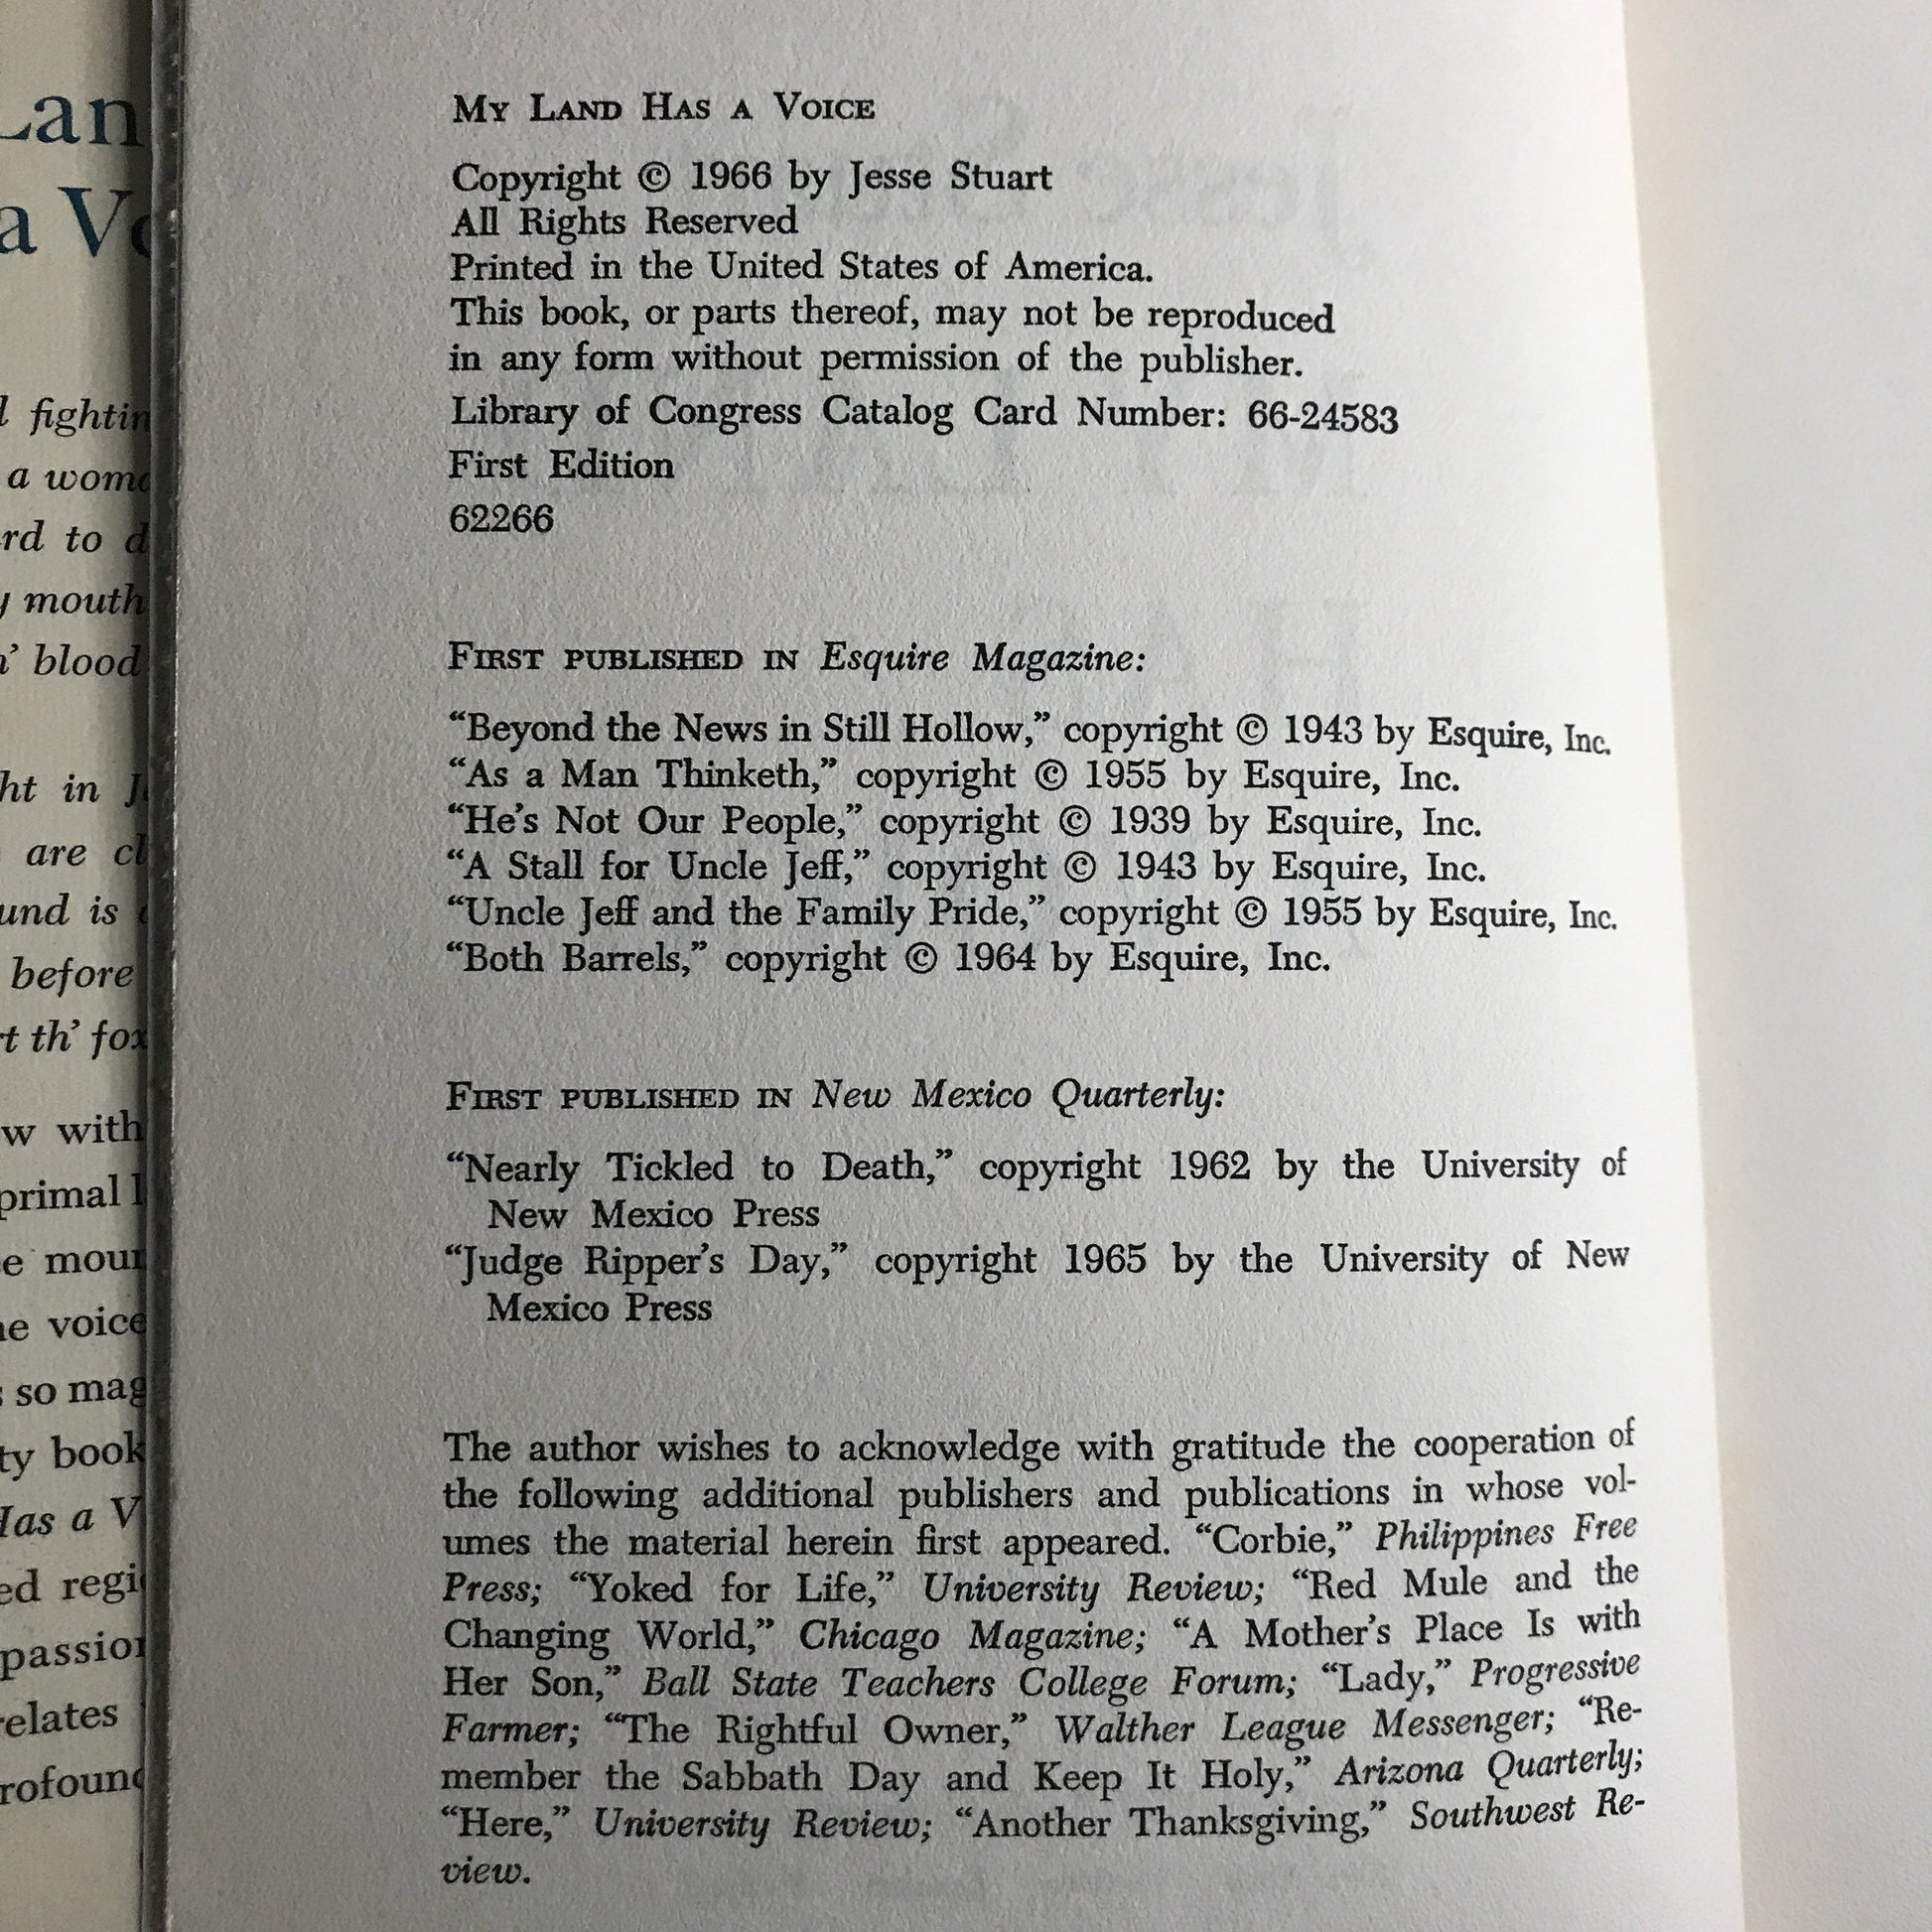 Lan
a V
fightin
a wom
rd to d
mouth
blood
ht in
are
und is
before
t th' fox
w with
primal
e mour
voice
so mag
ty book
Has a V
ed regi
passio
relates
rofoun
MY LAND HAS A VOICE
Copyright © 1966 by Jesse Stuart
All Rights Reserved
Printed in the United States of America.
This book, or parts thereof, may not be reproduced
in any form without permission of the publisher.
Library of Congress Catalog Card Number: 66-24583
First Edition
62266
FIRST PUBLISHED IN Esquire Magazine:
“Beyond the News in Still Hollow,” copyright © 1943 by Esquire, Inc.
“As a Man Thinketh,” copyright © 1955 by Esquire, Inc.
“He’s Not Our People,” copyright © 1939 by Esquire, Inc.
“A Stall for Uncle Jeff,” copyright © 1943 by Esquire, Inc.
“Uncle Jeff and the Family Pride,” copyright © 1955 by Esquire, Inc.
“Both Barrels,” copyright © 1964 by Esquire, Inc.
FIRST PUBLISHED IN New Mexico Quarterly:
“Nearly Tickled to Death,” copyright 1962 by the University of
New Mexico Press
“Judge Ripper’s Day,” copyright 1965 by the University of New
Mexico Press
The author wishes to acknowledge with gratitude the cooperation of
the following additional publishers and publications in whose vol-
umes the material herein first appeared. “Corbie,” Philippines Free
Press; “Yoked for Life,” University Review; “Red Mule and the
Changing World,” Chicago Magazine; “A Mother’s Place Is with
Her Son,” Ball State Teachers College Forum; “Lady,” Progressive
Farmer; “The Rightful Owner,” Walther League Messenger; “Re-
member the Sabbath Day and Keep It Holy,” Arizona Quarterly;
“Here,” University Review; “Another Thanksgiving,” Southwest Re-
view.